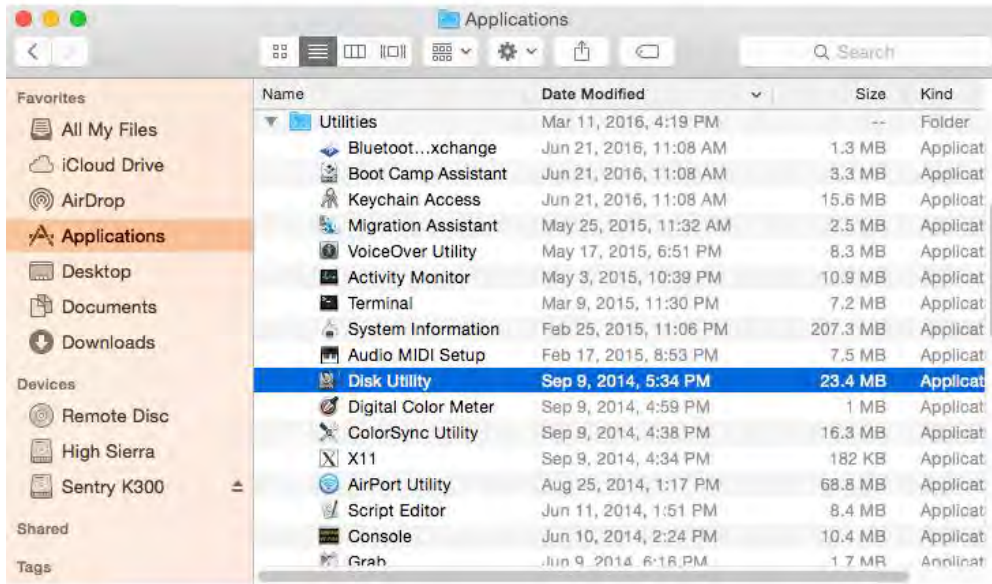 Applications
Search
Favorites
All My Files
iCloud Drive
AirDrop
Applications
Desktop
Documents
Downloads
Devices
Remote Disc
High Sierra
Sentry K300
Shared
Tags
Name Date Modified Size Kind
Utilities Mar 11, 2016, 4:19 PM -- Folder
Bluetoot...xchange Jun 21, 2016, 11:08 AM 1.3 MB Applicat
Boot Camp Assistant Jun 21, 2016, 11:08 AM 3.3 MB Applicat
Keychain Access Jun 21, 2016, 11:08 AM 15.6 MB Applicat
Migration Assistant May 25, 2015, 11:32 AM 2.5 MB Applicat
VoiceOver Utility May 17, 2015, 6:51 PM 8.3 MB Applicat
Activity Monitor May 3, 2015, 10:39 PM 10.9 MB Applicat
Terminal Mar 9, 2015, 11:30 PM 7.2 MB Applicat
System Information Feb 25, 2015, 11:06 PM 207.3 MB Applicat
Audio MIDI Setup Feb 17, 2015, 8:53 PM 7.5 MB Applicat
Disk Utility Sep 9, 2014, 5:34 PM 23.4 MB Applicat
Digital Color Meter Sep 9, 2014, 4:59 PM 1 MB Applicat
ColorSync Utility Sep 9, 2014, 4:38 PM 16.3 MB Applicat
X11 Sep 9, 2014, 4:34 PM 182 KB Applicat
AirPort Utility Aug 25, 2014, 1:17 PM 68.8 MB Applicat
Script Editor Jun 11, 2014, 1:51 PM 8.4 MB Applicat
Console Jun 10, 2014, 2:24 PM 10.4 MB Applicat
Grab Jun 9, 2014, 6:16 PM 1.7 MB Applicat